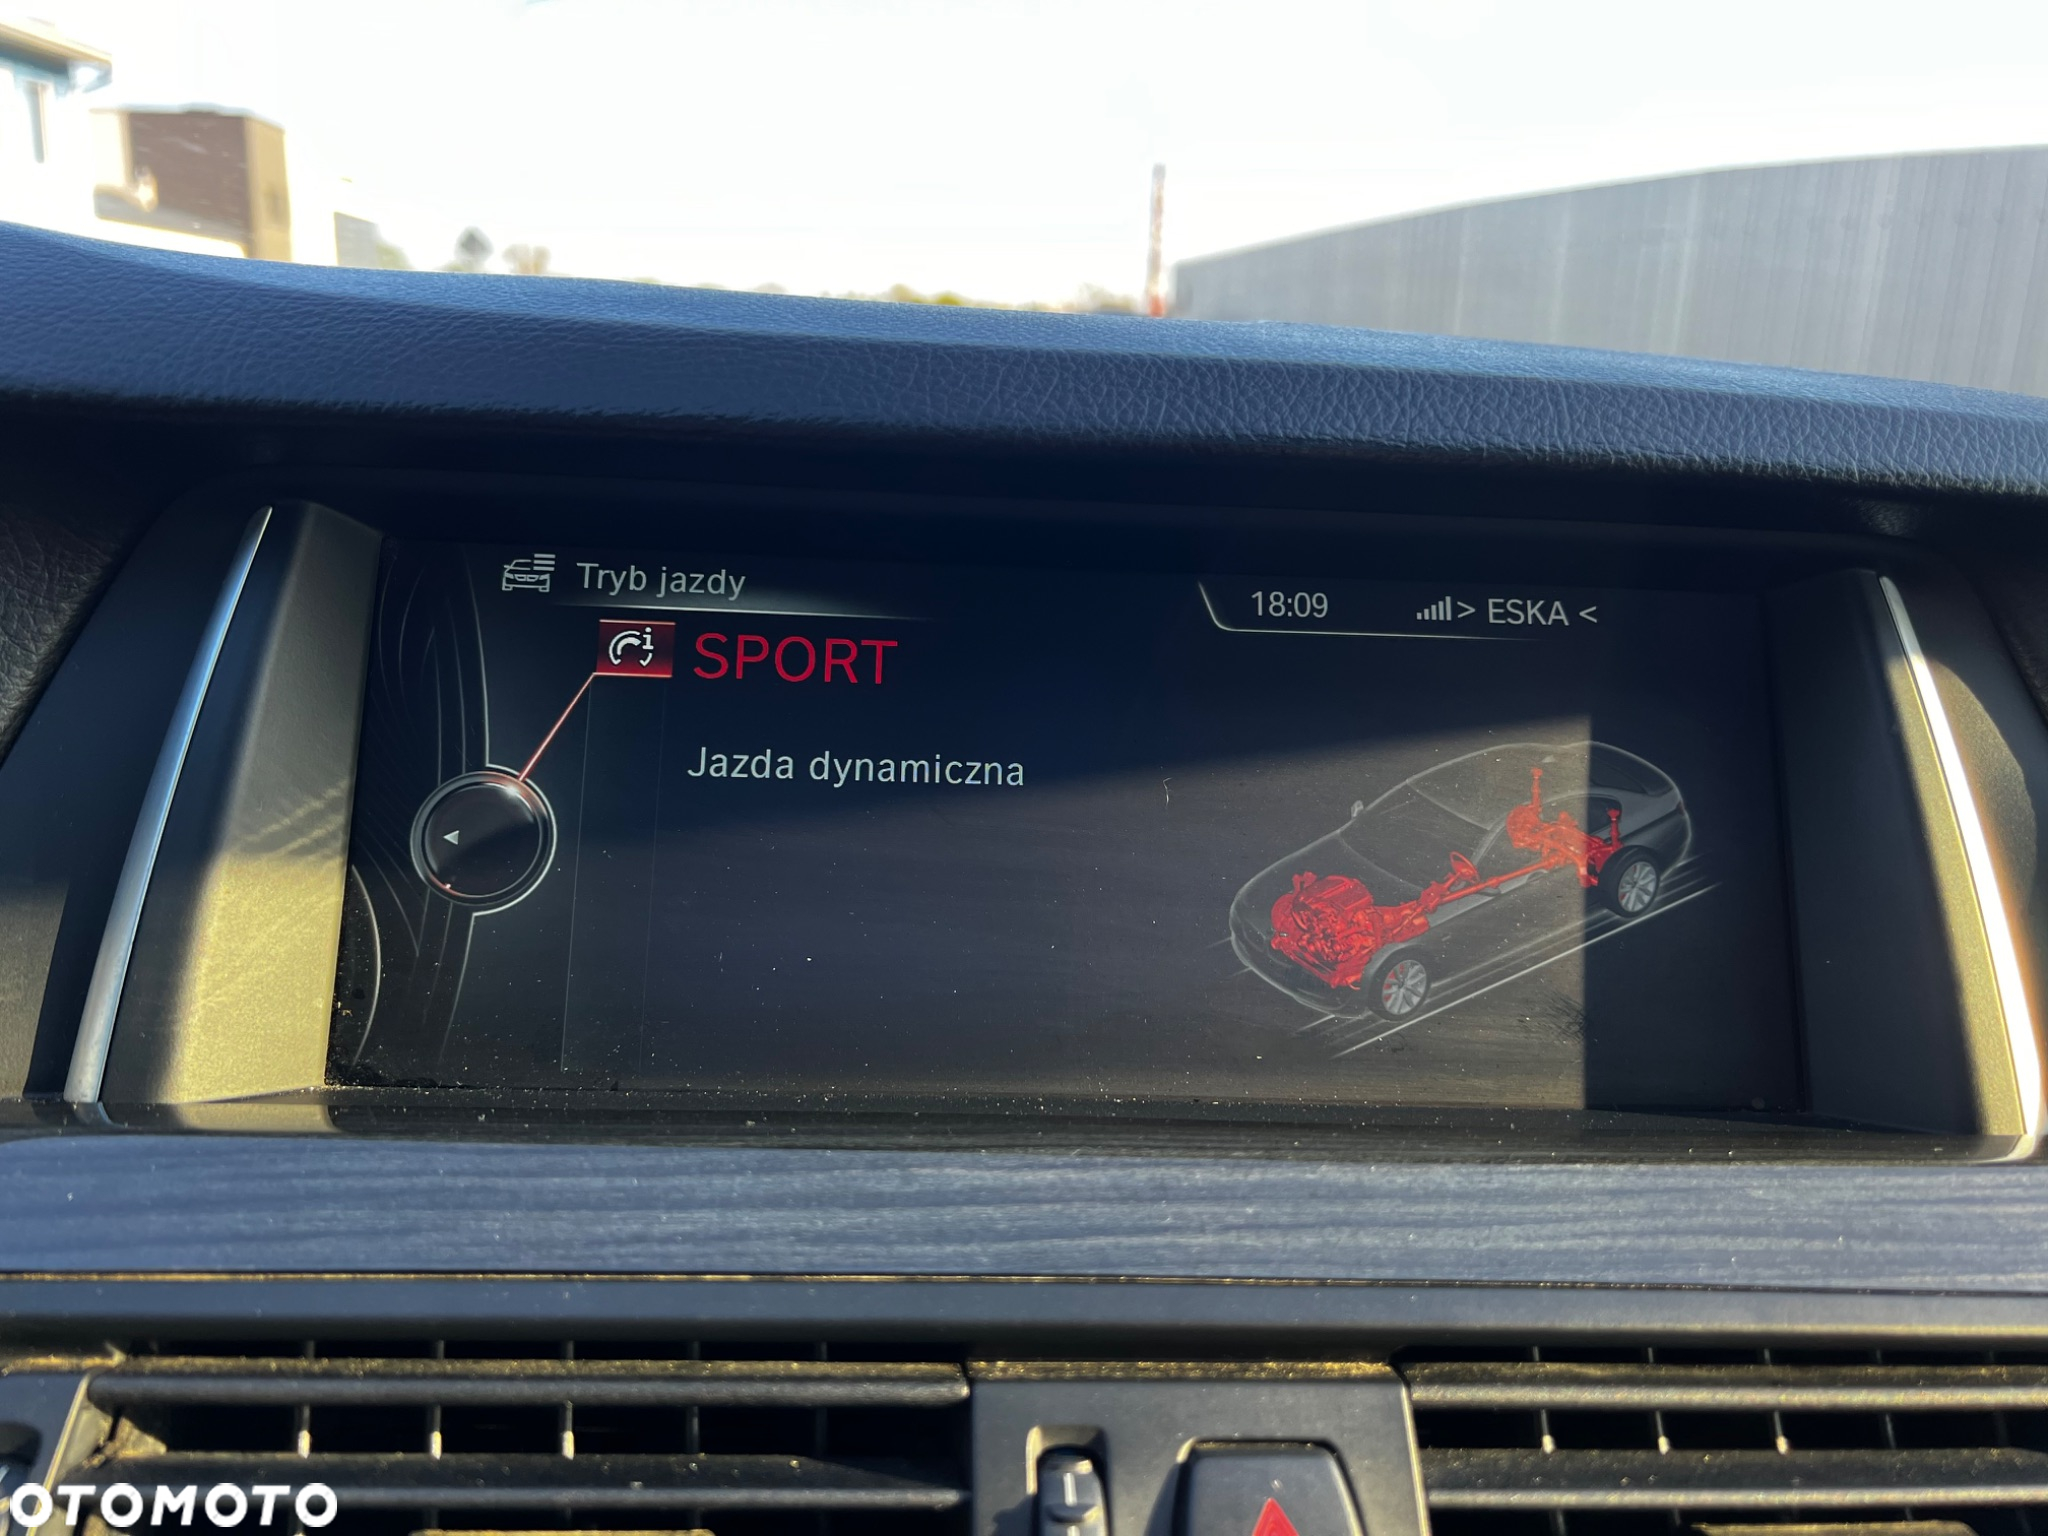 Tryb jazdy
18:09 > ESKA <
SPORT
Jazda dynamiczna
OTOMOTO